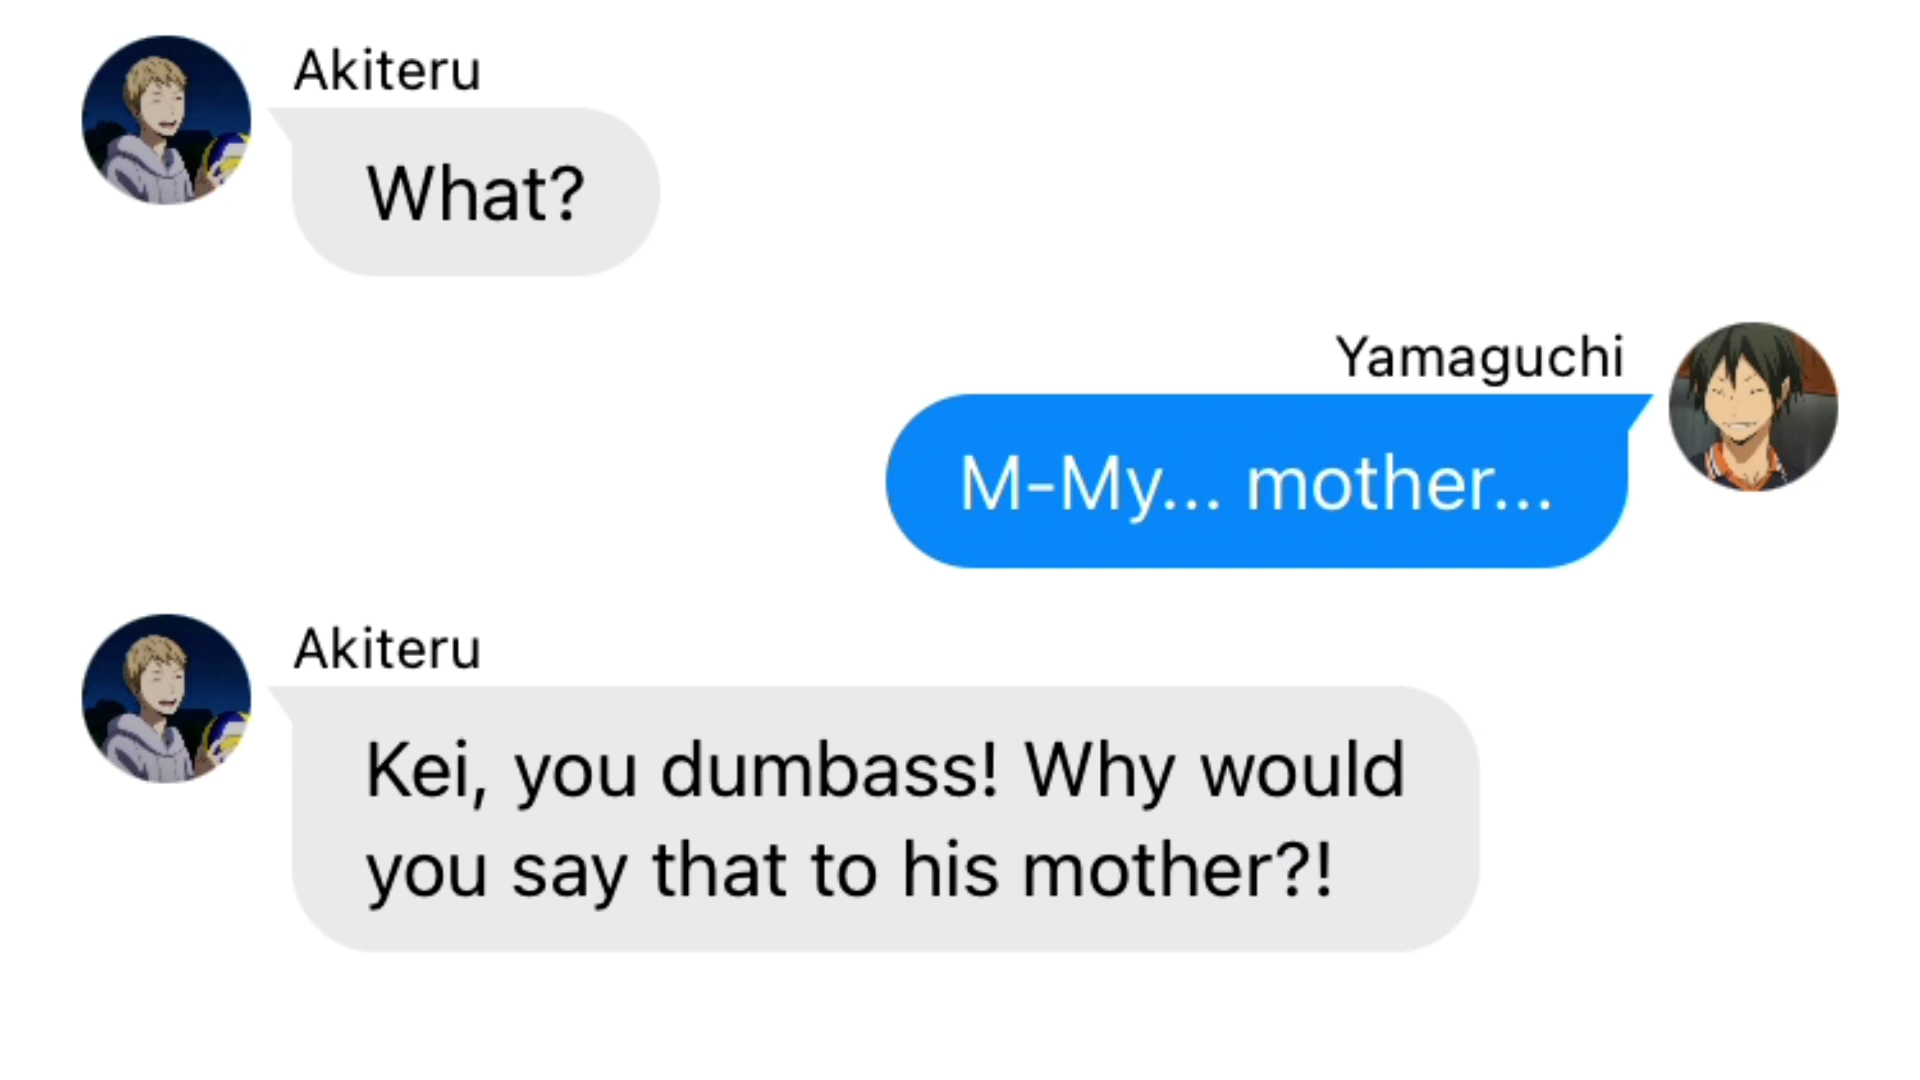 Akiteru
What?
Yamaguchi
M-My... mother...
Akiteru
Kei, you dumbass! Why would
you say that to his mother?!